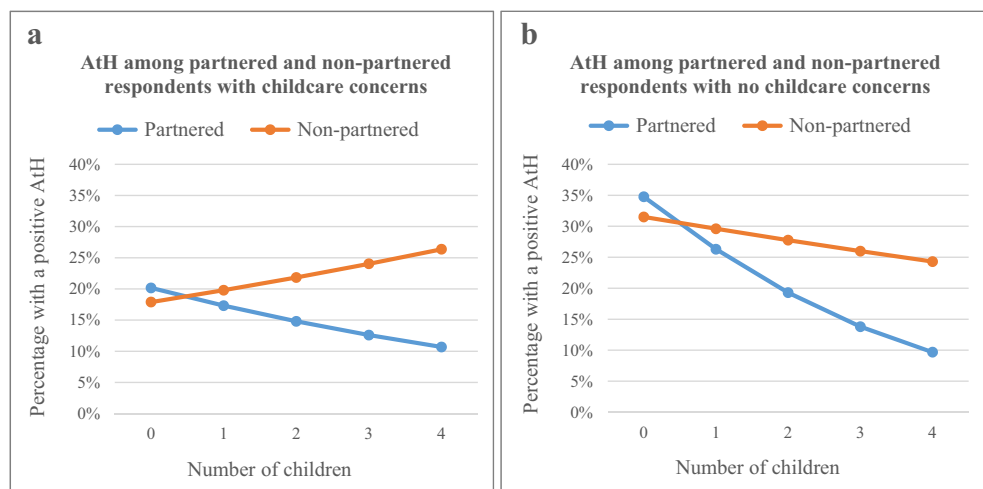 a
AtH among partnered and non-partnered
respondents with childcare concerns
Partnered
Non-partnered
Percentage with a positive AtH
40%
35%
30%
25%
20%
15%
10%
5%
0%
0 1 2 3 4
Number of children
b
AtH among partnered and non-partnered
respondents with no childcare concerns
Partnered
Non-partnered
Percentage with a positive AtH
40%
35%
30%
25%
20%
15%
10%
5%
0%
0 1 2 3 4
Number of children